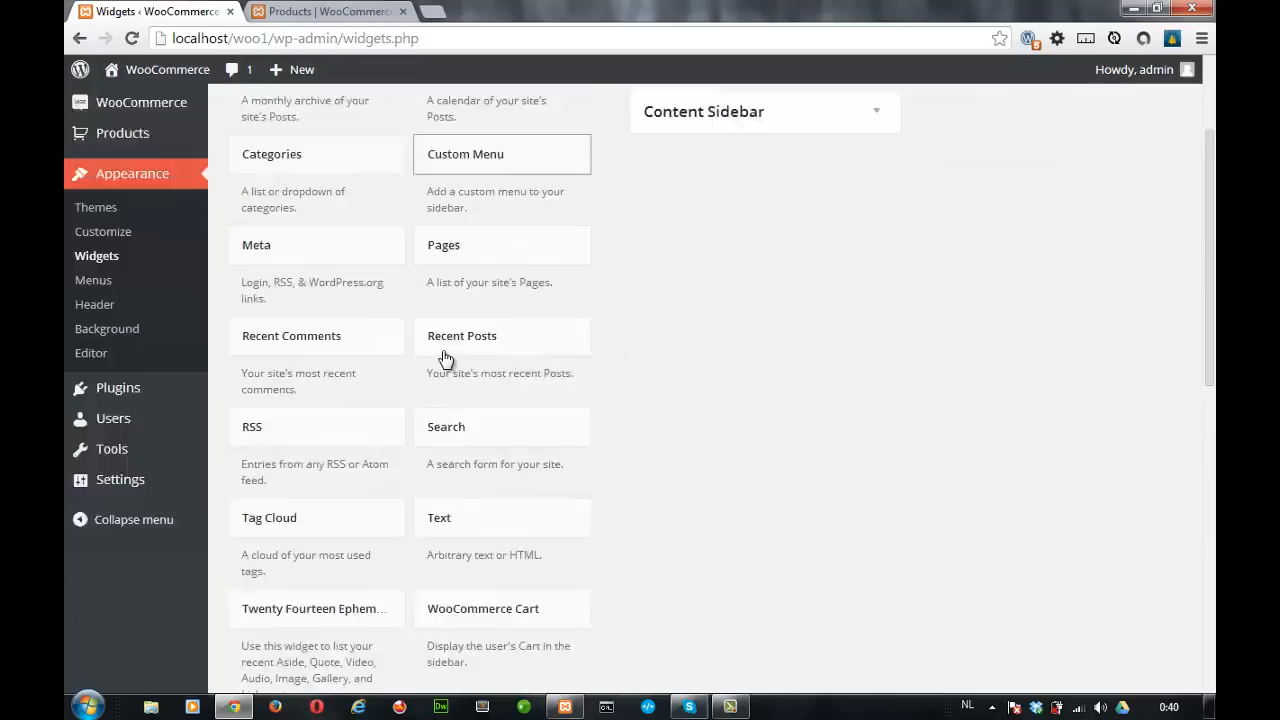 Widgets ‹ WooCommerce
Products | WooCommerc
localhost/woo1/wp-admin/widgets.php
WooCommerce
1
New
Howdy, admin
WooCommerce
Products
Appearance
Themes
Customize
Widgets
Menus
Header
Background
Editor
Plugins
Users
Tools
Settings
Collapse menu
A monthly archive of your
site's Posts.
A calendar of your site's
Posts.
Categories
Custom Menu
A list or dropdown of
categories.
Add a custom menu to your
sidebar.
Meta
Pages
Login, RSS, & WordPress.org
links.
A list of your site's Pages.
Recent Comments
Recent Posts
Your site's most recent
comments.
Your site's most recent Posts.
RSS
Search
Entries from any RSS or Atom
feed.
A search form for your site.
Tag Cloud
Text
A cloud of your most used
tags.
Arbitrary text or HTML.
Twenty Fourteen Ephem...
WooCommerce Cart
Use this widget to list your
recent Aside, Quote, Video,
Audio, Image, Gallery, and
Display the user's Cart in the
sidebar.
Content Sidebar
NL
0:40